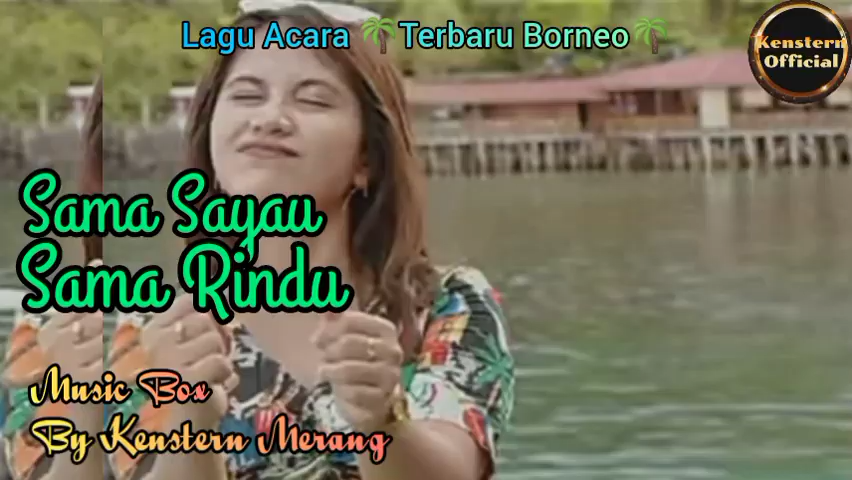 Lagu Acara 🌴Terbaru Borneo🌴
Kenstern
Official
Sama Sayau
Sama Rindu
Music Box
By Kenstern Merang